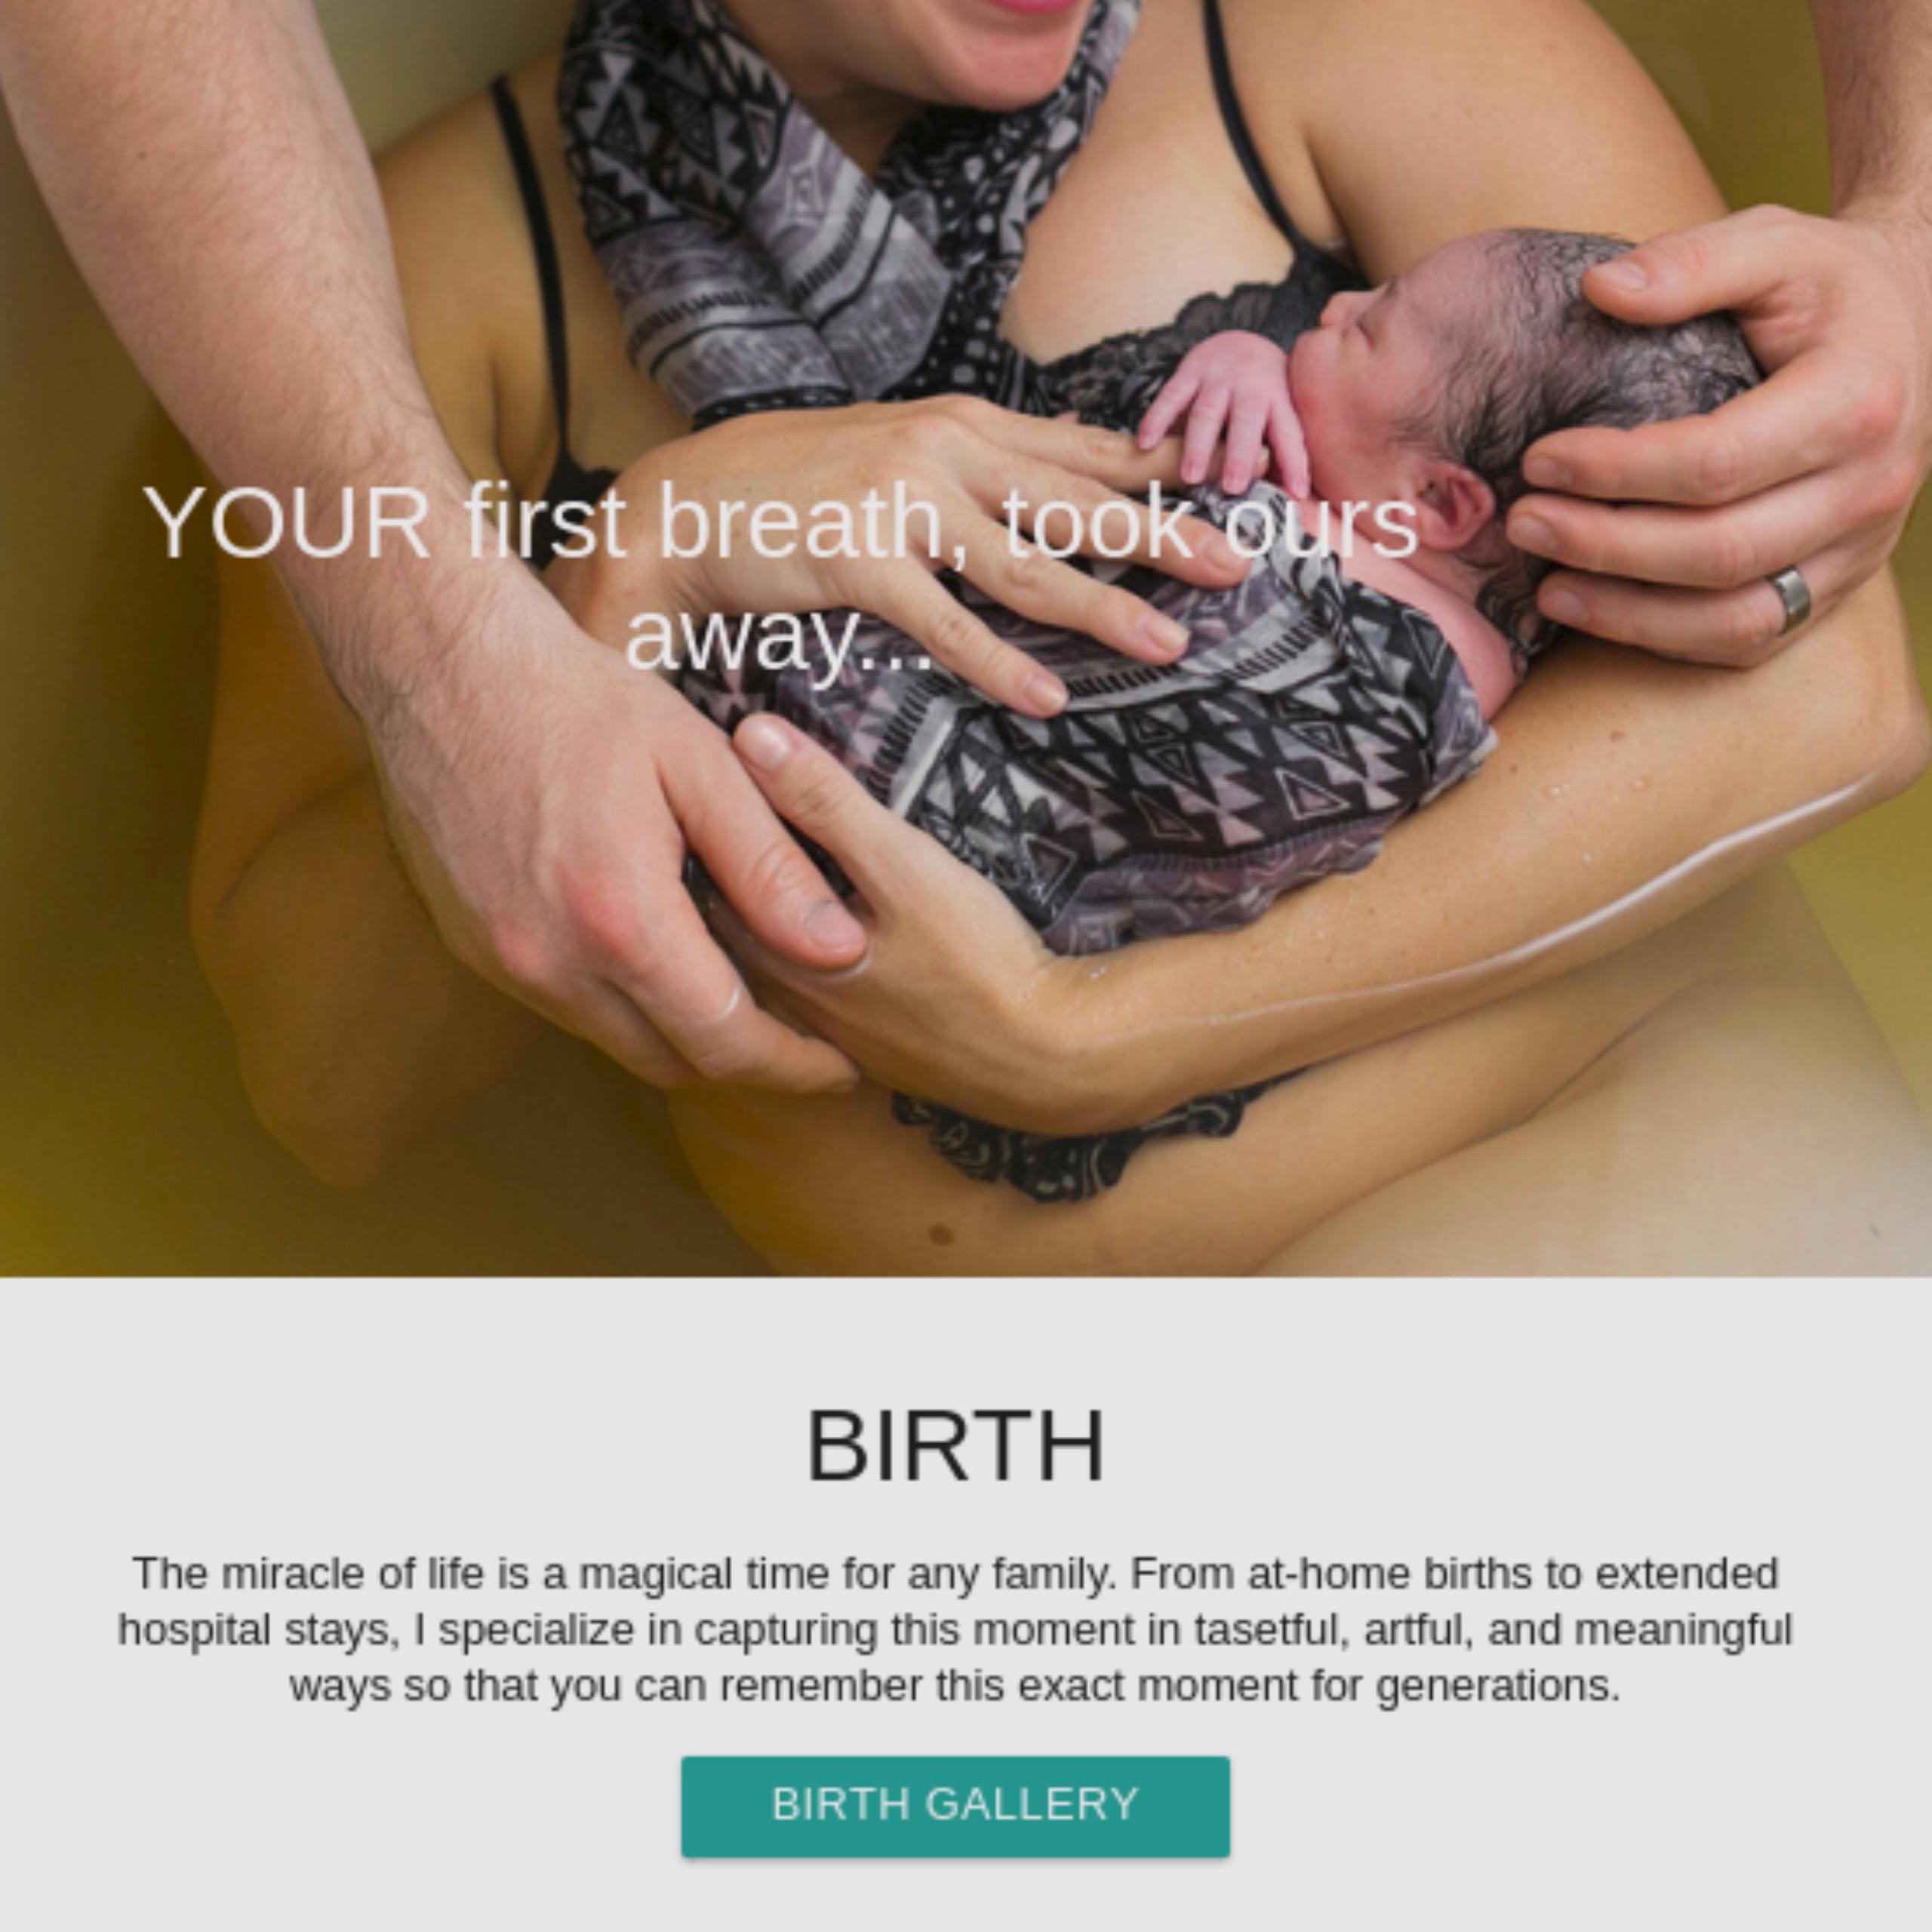 YOUR first breath, took ours
away...
BIRTH
The miracle of life is a magical time for any family. From at-home births to extended
hospital stays, I specialize in capturing this moment in tasetful, artful, and meaningful
ways so that you can remember this exact moment for generations.
BIRTH GALLERY